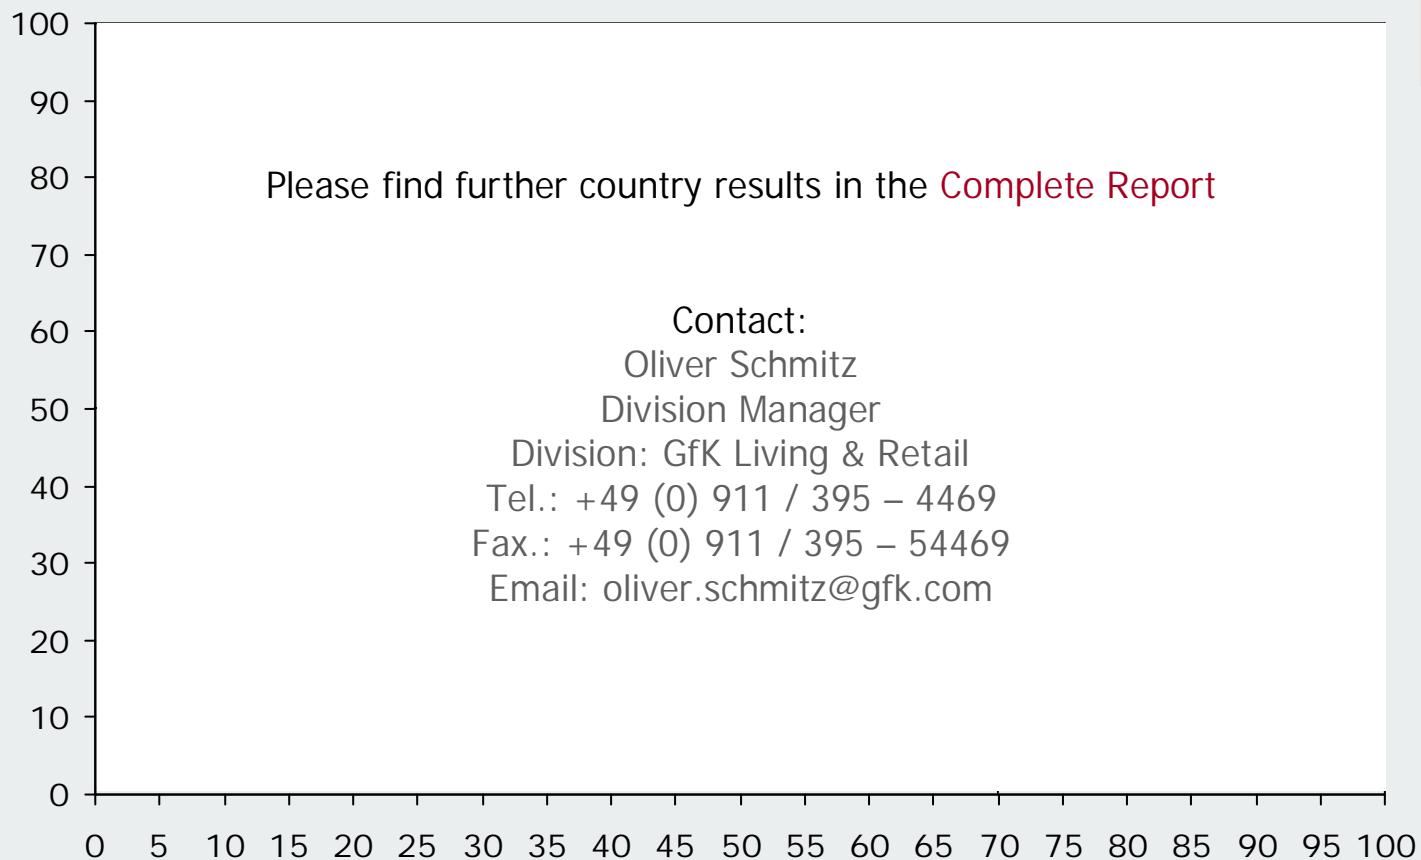 100
90
80
70
60
50
40
30
20
10
0
Please find further country results in the Complete Report
Contact:
Oliver Schmitz
Division Manager
Division: GfK Living & Retail
Tel.: +49 (0) 911 / 395 – 4469
Fax.: +49 (0) 911 / 395 – 54469
Email: oliver.schmitz@gfk.com
0 5 10 15 20 25 30 35 40 45 50 55 60 65 70 75 80 85 90 95 100